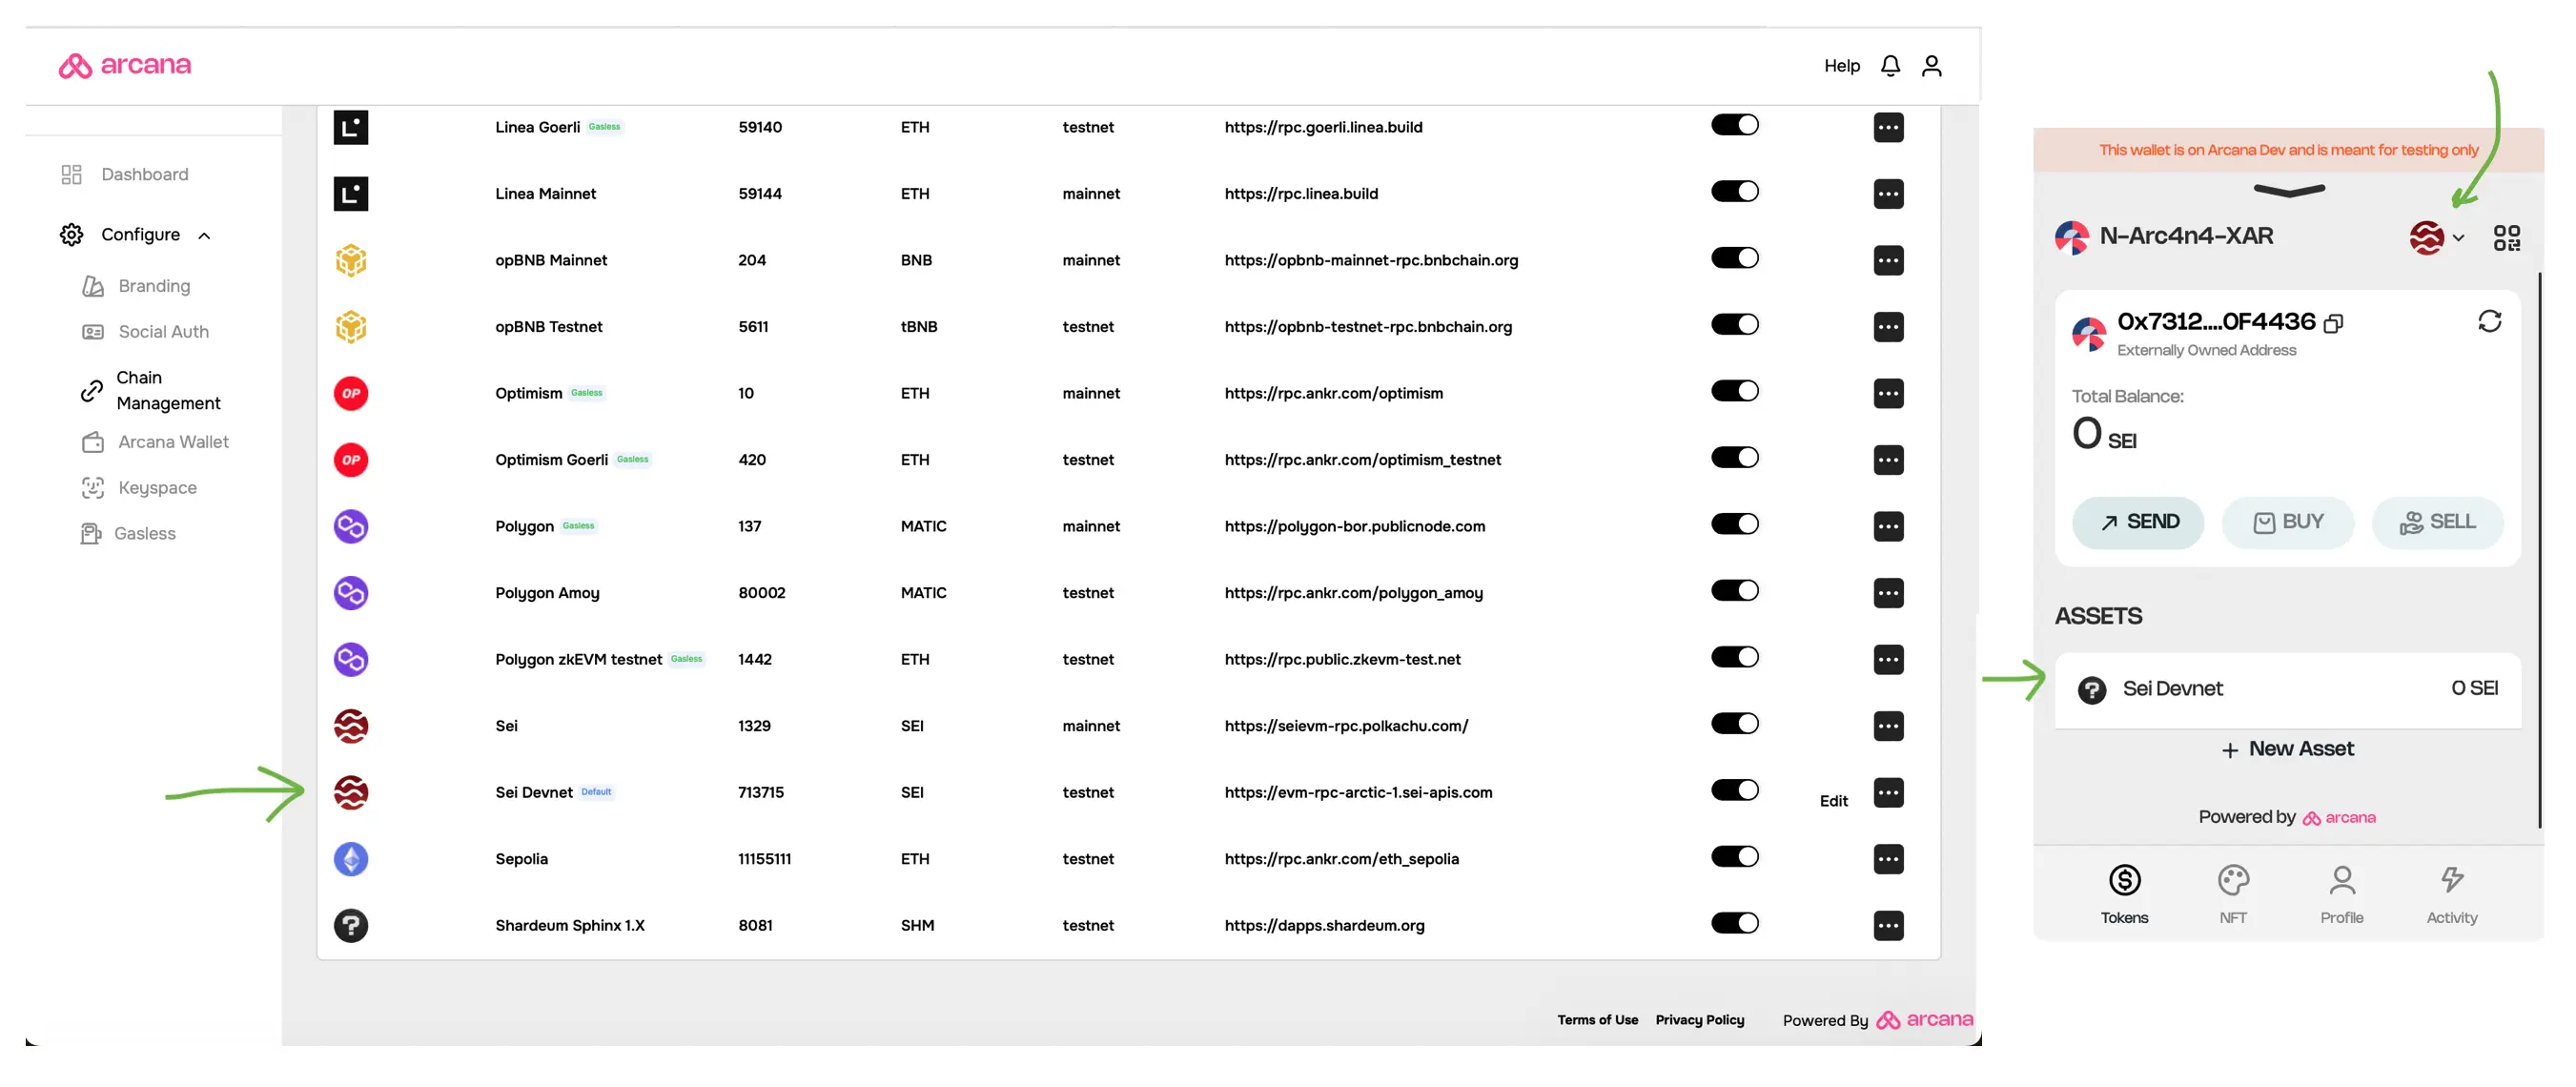 arcana
Help
Dashboard
Configure
Branding
Social Auth
Chain
Management
Arcana Wallet
Keyspace
Gasless
Linea Goerli Gasless 59140 ETH testnet https://rpc.goerli.linea.build
Linea Mainnet 59144 ETH mainnet https://rpc.linea.build
opBNB Mainnet 204 BNB mainnet https://opbnb-mainnet-rpc.bnbchain.org
opBNB Testnet 5611 tBNB testnet https://opbnb-testnet-rpc.bnbchain.org
OP Optimism Gasless 10 ETH mainnet https://rpc.ankr.com/optimism
OP Optimism Goerli Gasless 420 ETH testnet https://rpc.ankr.com/optimism_testnet
Polygon Gasless 137 MATIC mainnet https://polygon-bor.publicnode.com
Polygon Amoy 80002 MATIC testnet https://rpc.ankr.com/polygon_amoy
Polygon zkEVM testnet Gasless 1442 ETH testnet https://rpc.public.zkevm-test.net
Sei 1329 SEI mainnet https://seievm-rpc.polkachu.com/
Sei Devnet Default 713715 SEI testnet https://evm-rpc-arctic-1.sei-apis.com Edit
Sepolia 11155111 ETH testnet https://rpc.ankr.com/eth_sepolia
? Shardeum Sphinx 1.X 8081 SHM testnet https://dapps.shardeum.org
Terms of Use Privacy Policy Powered By arcana
This wallet is on Arcana Dev and is meant for testing only
N-Arc4n4-XAR
0x7312....0F4436
Externally Owned Address
Total Balance:
0 SEI
SEND BUY SELL
ASSETS
? Sei Devnet 0 SEI
+ New Asset
Powered by arcana
Tokens NFT Profile Activity